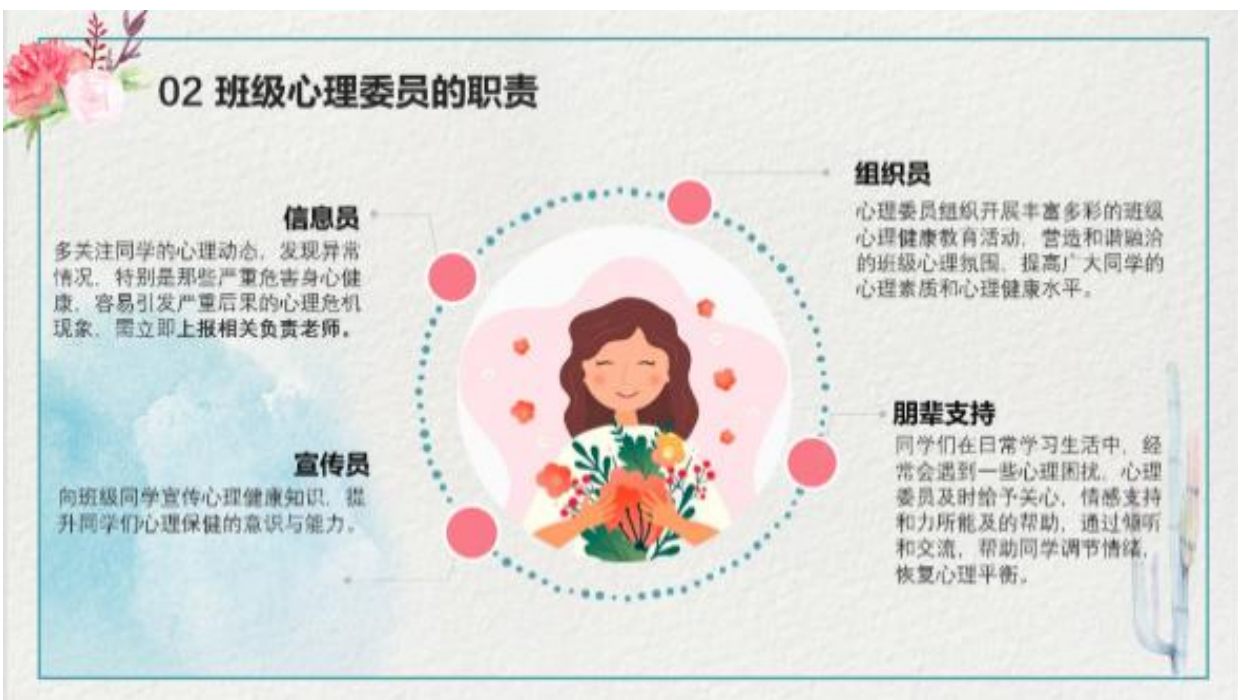 02 班级心理委员的职责
信息员
多关注同学的心理动态，发现异常
情况，特别是那些严重危害身心健
康，容易引发严重后果的心理危机
现象，需立即上报相关负责老师。
宣传员
向班级同学宣传心理健康知识，提
升同学们心理保健的意识与能力。
组织员
心理委员组织开展丰富多彩的班级
心理健康教育活动，营造和谐融洽
的班级心理氛围，提高广大同学的
心理素质和心理健康水平。
朋辈支持
同学们在日常学习生活中，经
常会遇到一些心理困扰，心理
委员及时给予关心，情感支持
和力所能及的帮助，通过倾听
和交流，帮助同学调节情绪，
恢复心理平衡。